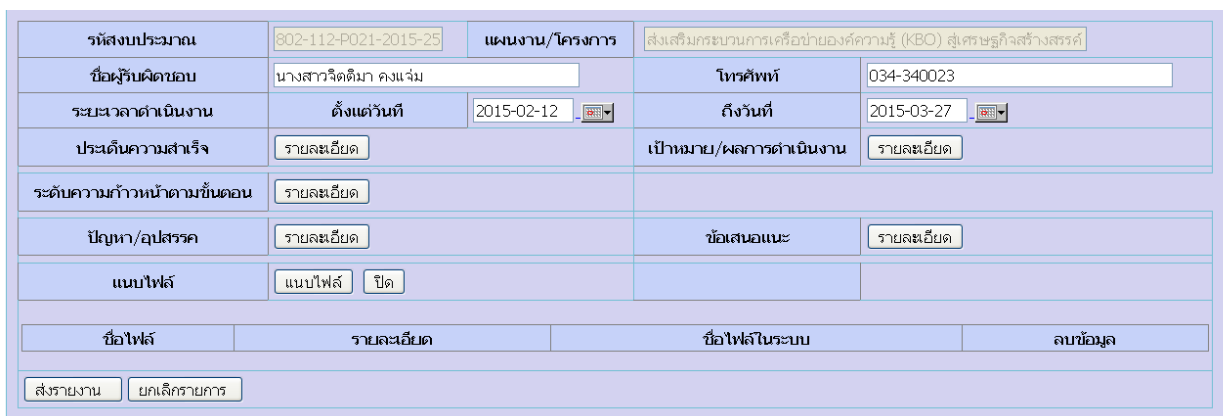 รหัสงบประมาณ 802-112-P021-2015-25 แผนงาน/โครงการ ส่งเสริมกระบวนการเครือข่ายองค์ความรู้ (KBO) สู่เศรษฐกิจสร้างสรรค์
ชื่อผู้รับผิดชอบ นางสาวจิตติมา คงแจ่ม โทรศัพท์ 034-340023
ระยะเวลาดำเนินงาน ตั้งแต่วันที่ 2015-02-12 ถึงวันที่ 2015-03-27
ประเด็นความสำเร็จ รายละเอียด เป้าหมาย/ผลการดำเนินงาน รายละเอียด
ระดับความก้าวหน้าตามขั้นตอน รายละเอียด
ปัญหา/อุปสรรค รายละเอียด ข้อเสนอแนะ รายละเอียด
แนบไฟล์ แนบไฟล์ ปิด
ชื่อไฟล์ รายละเอียด ชื่อไฟล์ในระบบ ลบข้อมูล
ส่งรายงาน ยกเลิกรายการ